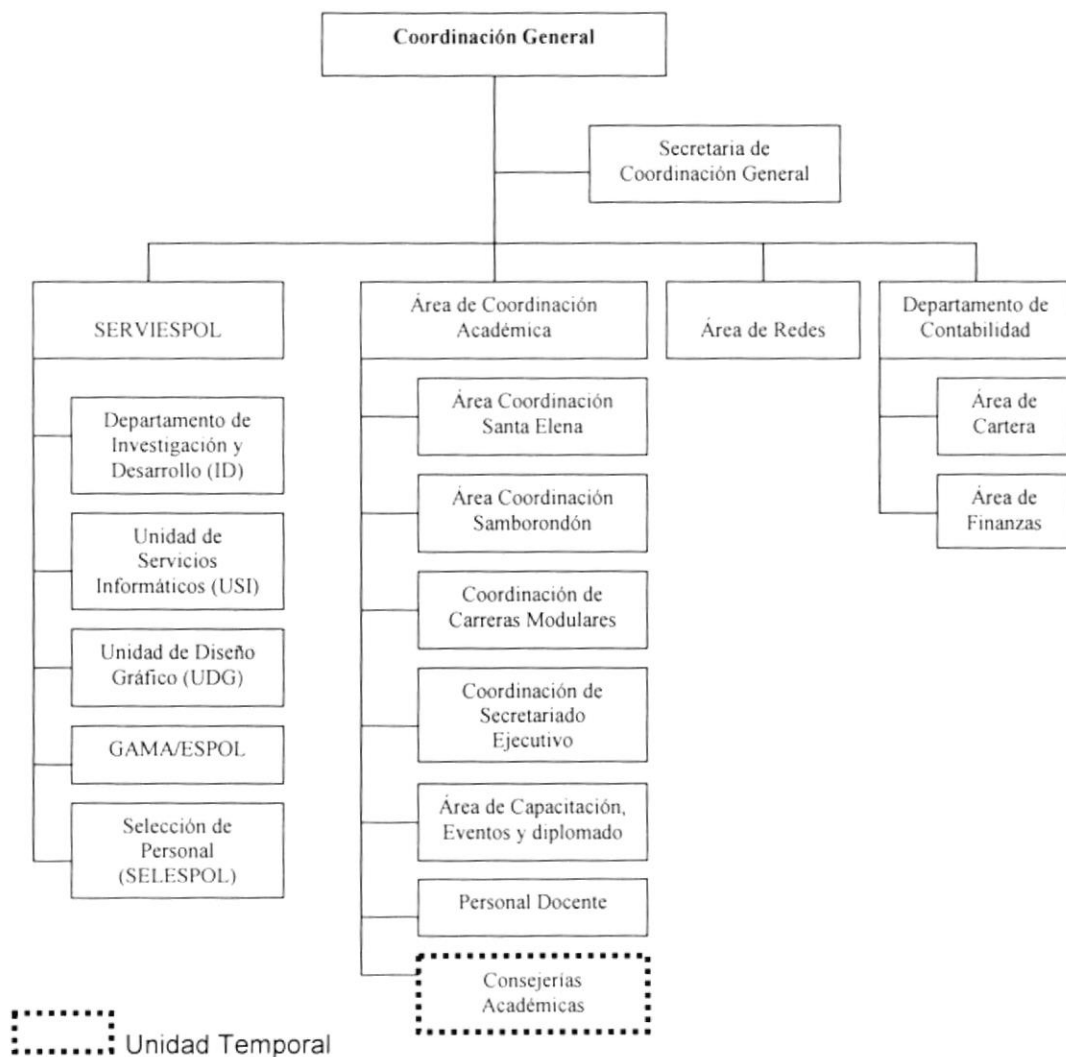 Coordinación General
Secretaria de
Coordinación General
SERVIESPOL
Área de Coordinación
Académica
Área de Redes
Departamento de
Contabilidad
Departamento de
Investigación y
Desarrollo (ID)
Unidad de
Servicios
Informáticos (USI)
Unidad de Diseño
Gráfico (UDG)
GAMA/ESPOL
Selección de
Personal
(SELESPOL)
Área Coordinación
Santa Elena
Área Coordinación
Samborondón
Coordinación de
Carreras Modulares
Coordinación de
Secretariado
Ejecutivo
Área de Capacitación,
Eventos y diplomado
Personal Docente
Consejerías
Académicas
Área de
Cartera
Área de
Finanzas
Unidad Temporal